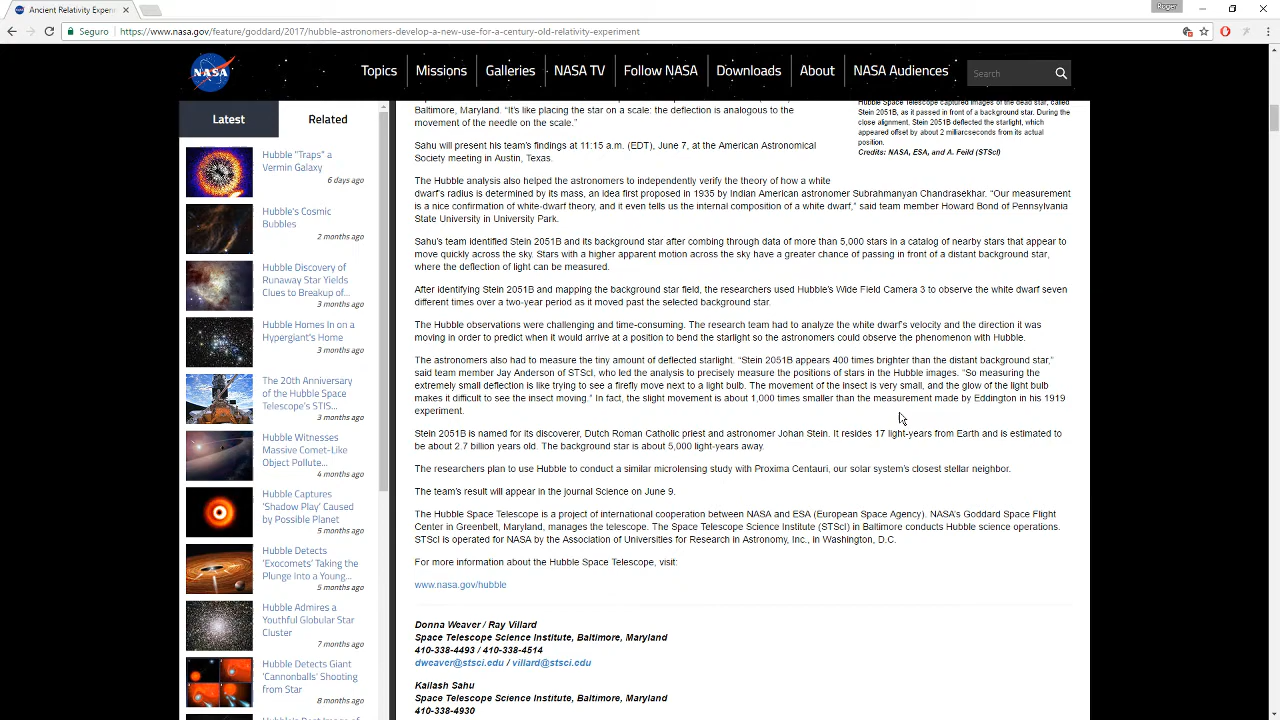 Ancient Relativity Experi
Roger
Seguro
https://www.nasa.gov/feature/goddard/2017/hubble-astronomers-develop-a-new-use-for-a-century-old-relativity-experiment
NASA
Topics
Missions
Galleries
NASA TV
Follow NASA
Downloads
About
NASA Audiences
Search
Latest
Related
Hubble "Traps" a
Vermin Galaxy
6 days ago
Hubble's Cosmic
Bubbles
2 months ago
Hubble Discovery of
Runaway Star Yields
Clues to Breakup of...
3 months ago
Hubble Homes In on a
Hypergiant's Home
3 months ago
The 20th Anniversary
of the Hubble Space
Telescope's STIS...
3 months ago
Hubble Witnesses
Massive Comet-Like
Object Pollute...
4 months ago
Hubble Captures
'Shadow Play' Caused
by Possible Planet
5 months ago
Hubble Detects
'Exocomets' Taking the
Plunge Into a Young...
5 months ago
Hubble Admires a
Youthful Globular Star
Cluster
7 months ago
Hubble Detects Giant
'Cannonballs' Shooting
from Star
8 months ago
Hubble's Best Image of
Baltimore, Maryland. “It’s like placing the star on a scale: the deflection is analogous to the
movement of the needle on the scale.”
Hubble Space Telescope captured images of the dead star, called
Stein 2051B, as it passed in front of a background star. During the
close alignment, Stein 2051B deflected the starlight, which
appeared offset by about 2 milliarcseconds from its actual
position.
Credits: NASA, ESA, and A. Feild (STScI)
Sahu will present his team’s findings at 11:15 a.m. (EDT), June 7, at the American Astronomical
Society meeting in Austin, Texas.
The Hubble analysis also helped the astronomers to independently verify the theory of how a white
dwarf’s radius is determined by its mass, an idea first proposed in 1935 by Indian American astronomer Subrahmanyan Chandrasekhar. “Our measurement
is a nice confirmation of white-dwarf theory, and it even tells us the internal composition of a white dwarf,” said team member Howard Bond of Pennsylvania
State University in University Park.
Sahu’s team identified Stein 2051B and its background star after combing through data of more than 5,000 stars in a catalog of nearby stars that appear to
move quickly across the sky. Stars with a higher apparent motion across the sky have a greater chance of passing in front of a distant background star,
where the deflection of light can be measured.
After identifying Stein 2051B and mapping the background star field, the researchers used Hubble’s Wide Field Camera 3 to observe the white dwarf seven
different times over a two-year period as it moved past the selected background star.
The Hubble observations were challenging and time-consuming. The research team had to analyze the white dwarf’s velocity and the direction it was
moving in order to predict when it would arrive at a position to bend the starlight so the astronomers could observe the phenomenon with Hubble.
The astronomers also had to measure the tiny amount of deflected starlight. “Stein 2051B appears 400 times brighter than the distant background star,”
said team member Jay Anderson of STScI, who led the analysis to precisely measure the positions of stars in the Hubble images. “So measuring the
extremely small deflection is like trying to see a firefly move next to a light bulb. The movement of the insect is very small, and the glow of the light bulb
makes it difficult to see the insect moving.” In fact, the slight movement is about 1,000 times smaller than the measurement made by Eddington in his 1919
experiment.
Stein 2051B is named for its discoverer, Dutch Roman Catholic priest and astronomer Johan Stein. It resides 17 light-years from Earth and is estimated to
be about 2.7 billion years old. The background star is about 5,000 light-years away.
The researchers plan to use Hubble to conduct a similar microlensing study with Proxima Centauri, our solar system’s closest stellar neighbor.
The team’s result will appear in the journal Science on June 9.
The Hubble Space Telescope is a project of international cooperation between NASA and ESA (European Space Agency). NASA’s Goddard Space Flight
Center in Greenbelt, Maryland, manages the telescope. The Space Telescope Science Institute (STScI) in Baltimore conducts Hubble science operations.
STScI is operated for NASA by the Association of Universities for Research in Astronomy, Inc., in Washington, D.C.
For more information about the Hubble Space Telescope, visit:
www.nasa.gov/hubble
Donna Weaver / Ray Villard
Space Telescope Science Institute, Baltimore, Maryland
410-338-4493 / 410-338-4514
dweaver@stsci.edu / villard@stsci.edu
Kailash Sahu
Space Telescope Science Institute, Baltimore, Maryland
410-338-4930